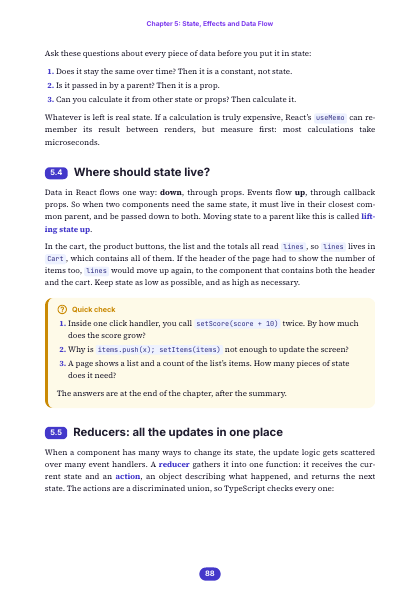 Chapter 5: State, Effects and Data Flow
Ask these questions about every piece of data before you put it in state:
1. Does it stay the same over time? Then it is a constant, not state.
2. Is it passed in by a parent? Then it is a prop.
3. Can you calculate it from other state or props? Then calculate it.
Whatever is left is real state. If a calculation is truly expensive, React's useMemo can re-
member its result between renders, but measure first: most calculations take
microseconds.
5.4 Where should state live?
Data in React flows one way: down, through props. Events flow up, through callback
props. So when two components need the same state, it must live in their closest com-
mon parent, and be passed down to both. Moving state to a parent like this is called lift-
ing state up.
In the cart, the product buttons, the list and the totals all read lines, so lines lives in
Cart, which contains all of them. If the header of the page had to show the number of
items too, lines would move up again, to the component that contains both the header
and the cart. Keep state as low as possible, and as high as necessary.
? Quick check
1. Inside one click handler, you call setScore(score + 10) twice. By how much
does the score grow?
2. Why is items.push(x); setItems(items) not enough to update the screen?
3. A page shows a list and a count of the list's items. How many pieces of state
does it need?
The answers are at the end of the chapter, after the summary.
5.5 Reducers: all the updates in one place
When a component has many ways to change its state, the update logic gets scattered
over many event handlers. A reducer gathers it into one function: it receives the cur-
rent state and an action, an object describing what happened, and returns the next
state. The actions are a discriminated union, so TypeScript checks every one:
88